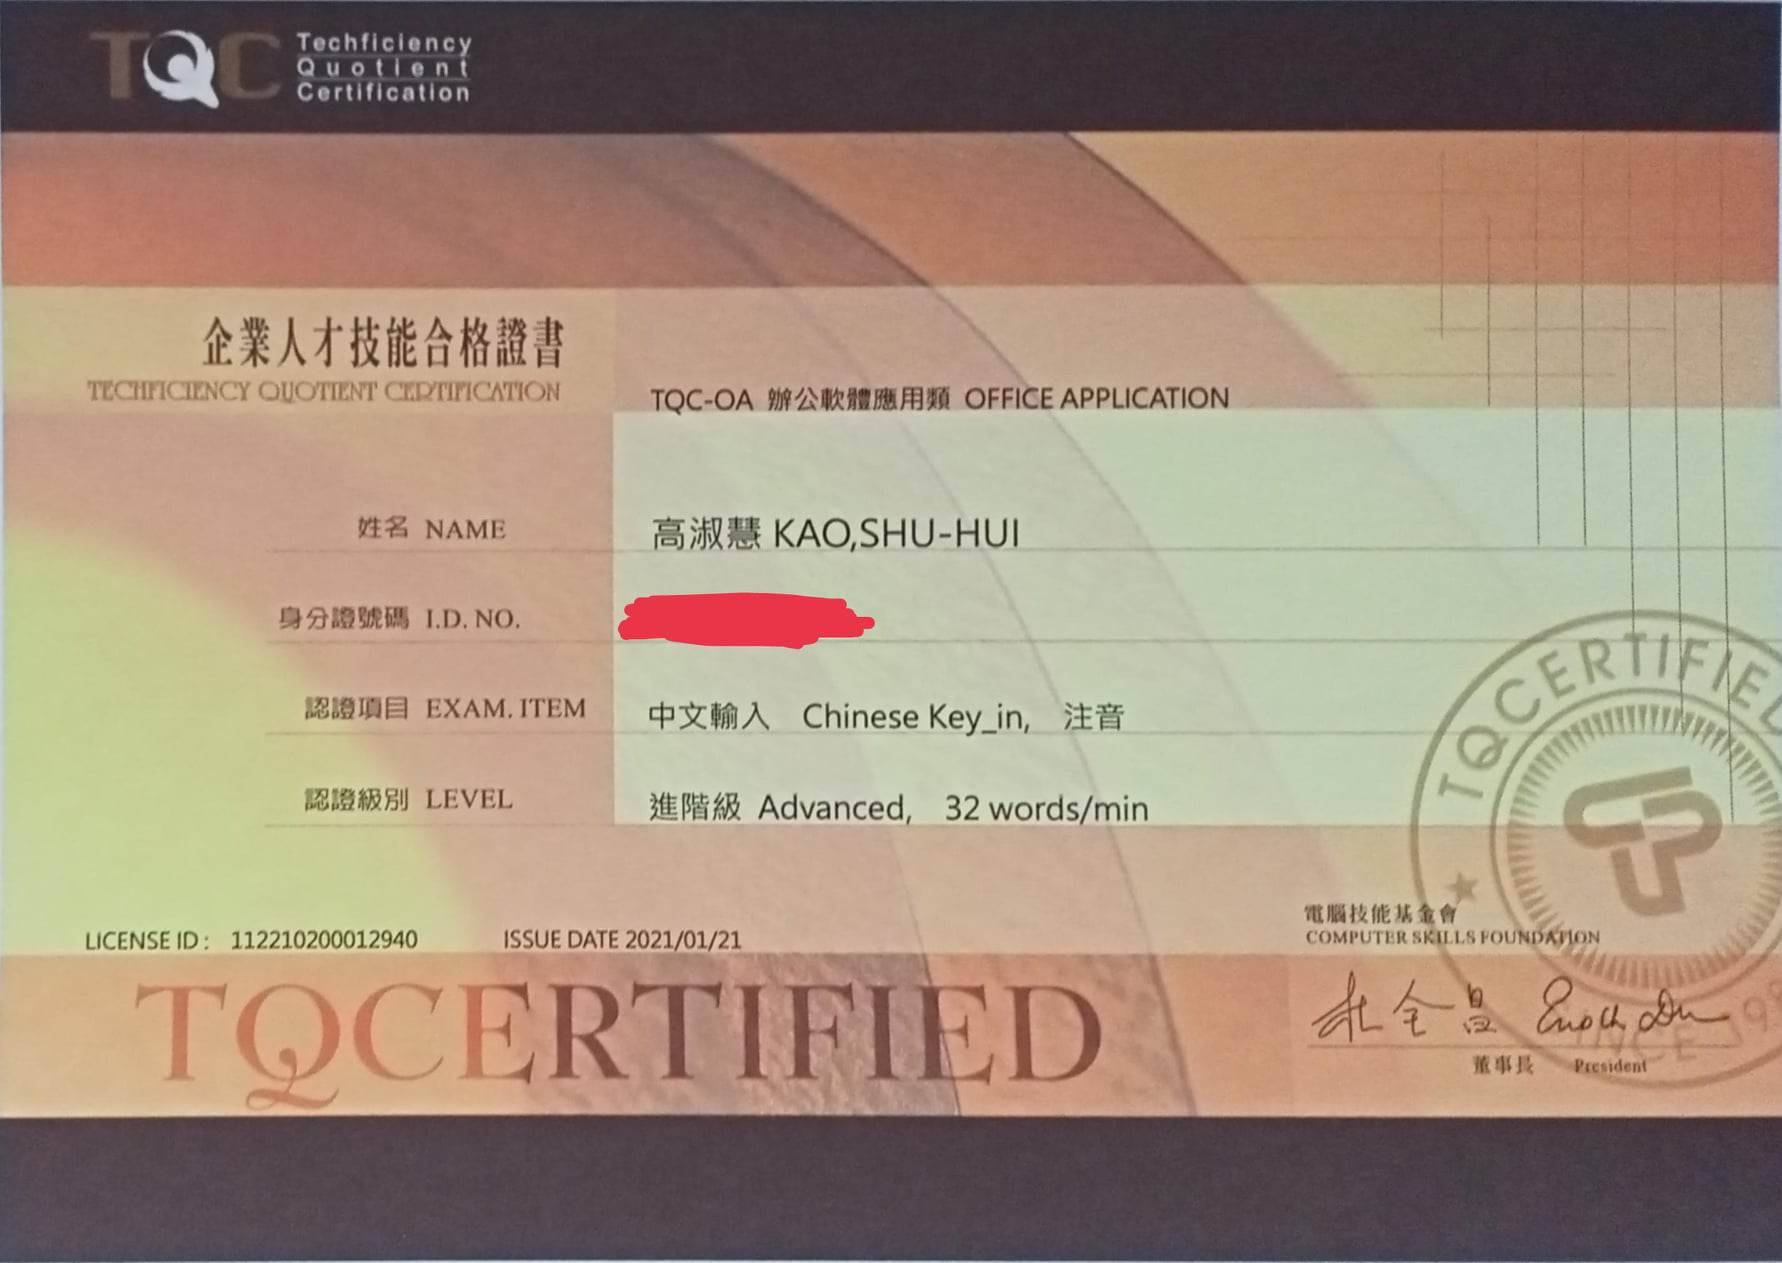 TQC Techficiency
Quotient
Certification
企業人才技能合格證書
TECHFICIENCY QUOTIENT CERTIFICATION
TQC-OA 辦公軟體應用類 OFFICE APPLICATION
姓名 NAME 高淑慧 KAO,SHU-HUI
身分證號碼 I.D. NO.
認證項目 EXAM. ITEM 中文輸入 Chinese Key_in, 注音
認證級別 LEVEL 進階級 Advanced, 32 words/min
TQCERTIFIED
電腦技能基金會
COMPUTER SKILLS FOUNDATION
LICENSE ID : 112210200012940 ISSUE DATE 2021/01/21
TQCERTIFIED
杜全昌 Enoch Du
SINCE 198
董事長 President